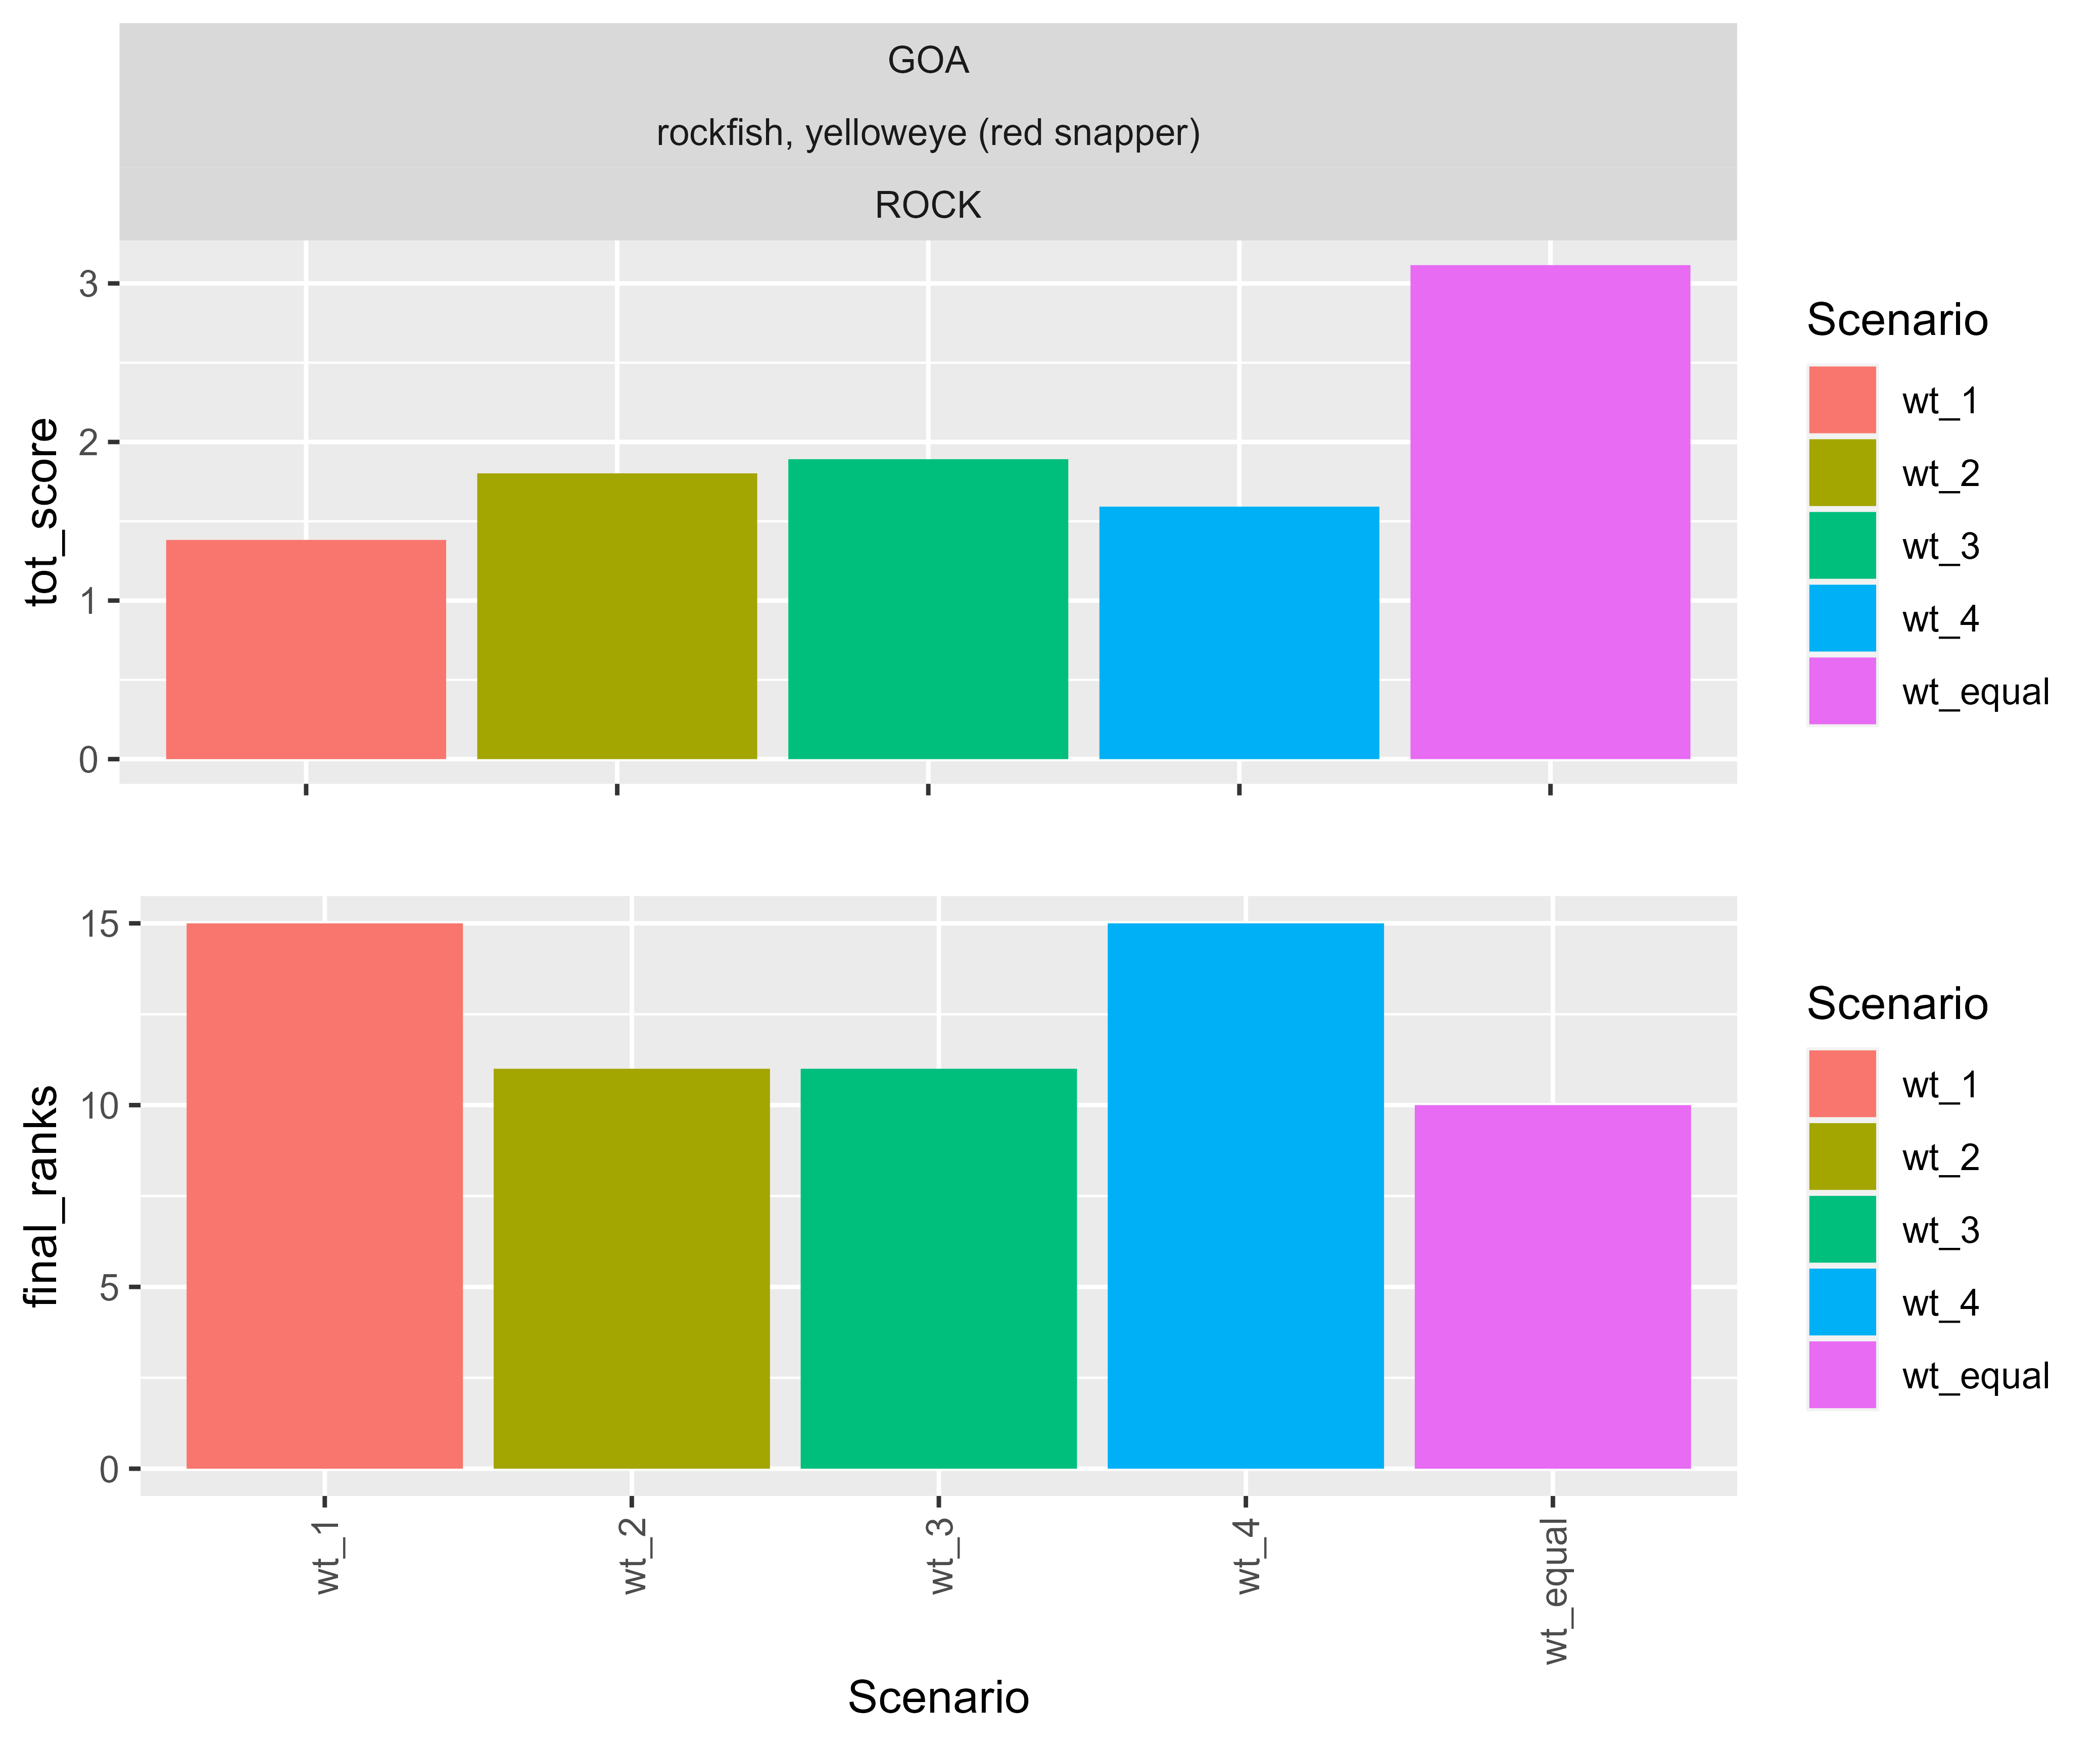 GOA
rockfish, yelloweye (red snapper)
ROCK
3
2
1
0
tot_score
Scenario
wt_1
wt_2
wt_3
wt_4
wt_equal
15
10
5
0
final_ranks
wt_1
wt_2
wt_3
wt_4
wt_equal
Scenario
Scenario
wt_1
wt_2
wt_3
wt_4
wt_equal